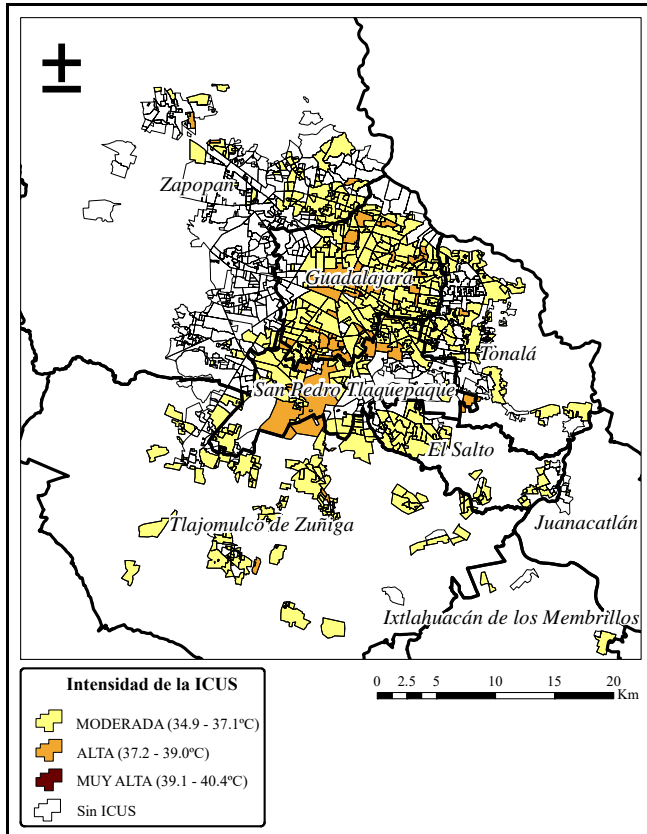 Zapopan
Guadalajara
Tonalá
San Pedro Tlaquepaque
El Salto
Tlajomulco de Zuñiga
Juanacatlán
Ixtlahuacán de los Membrillos
Intensidad de la ICUS
MODERADA (34.9 - 37.1ºC)
ALTA (37.2 - 39.0ºC)
MUY ALTA (39.1 - 40.4ºC)
Sin ICUS
0 2.5 5 10 15 20
Km